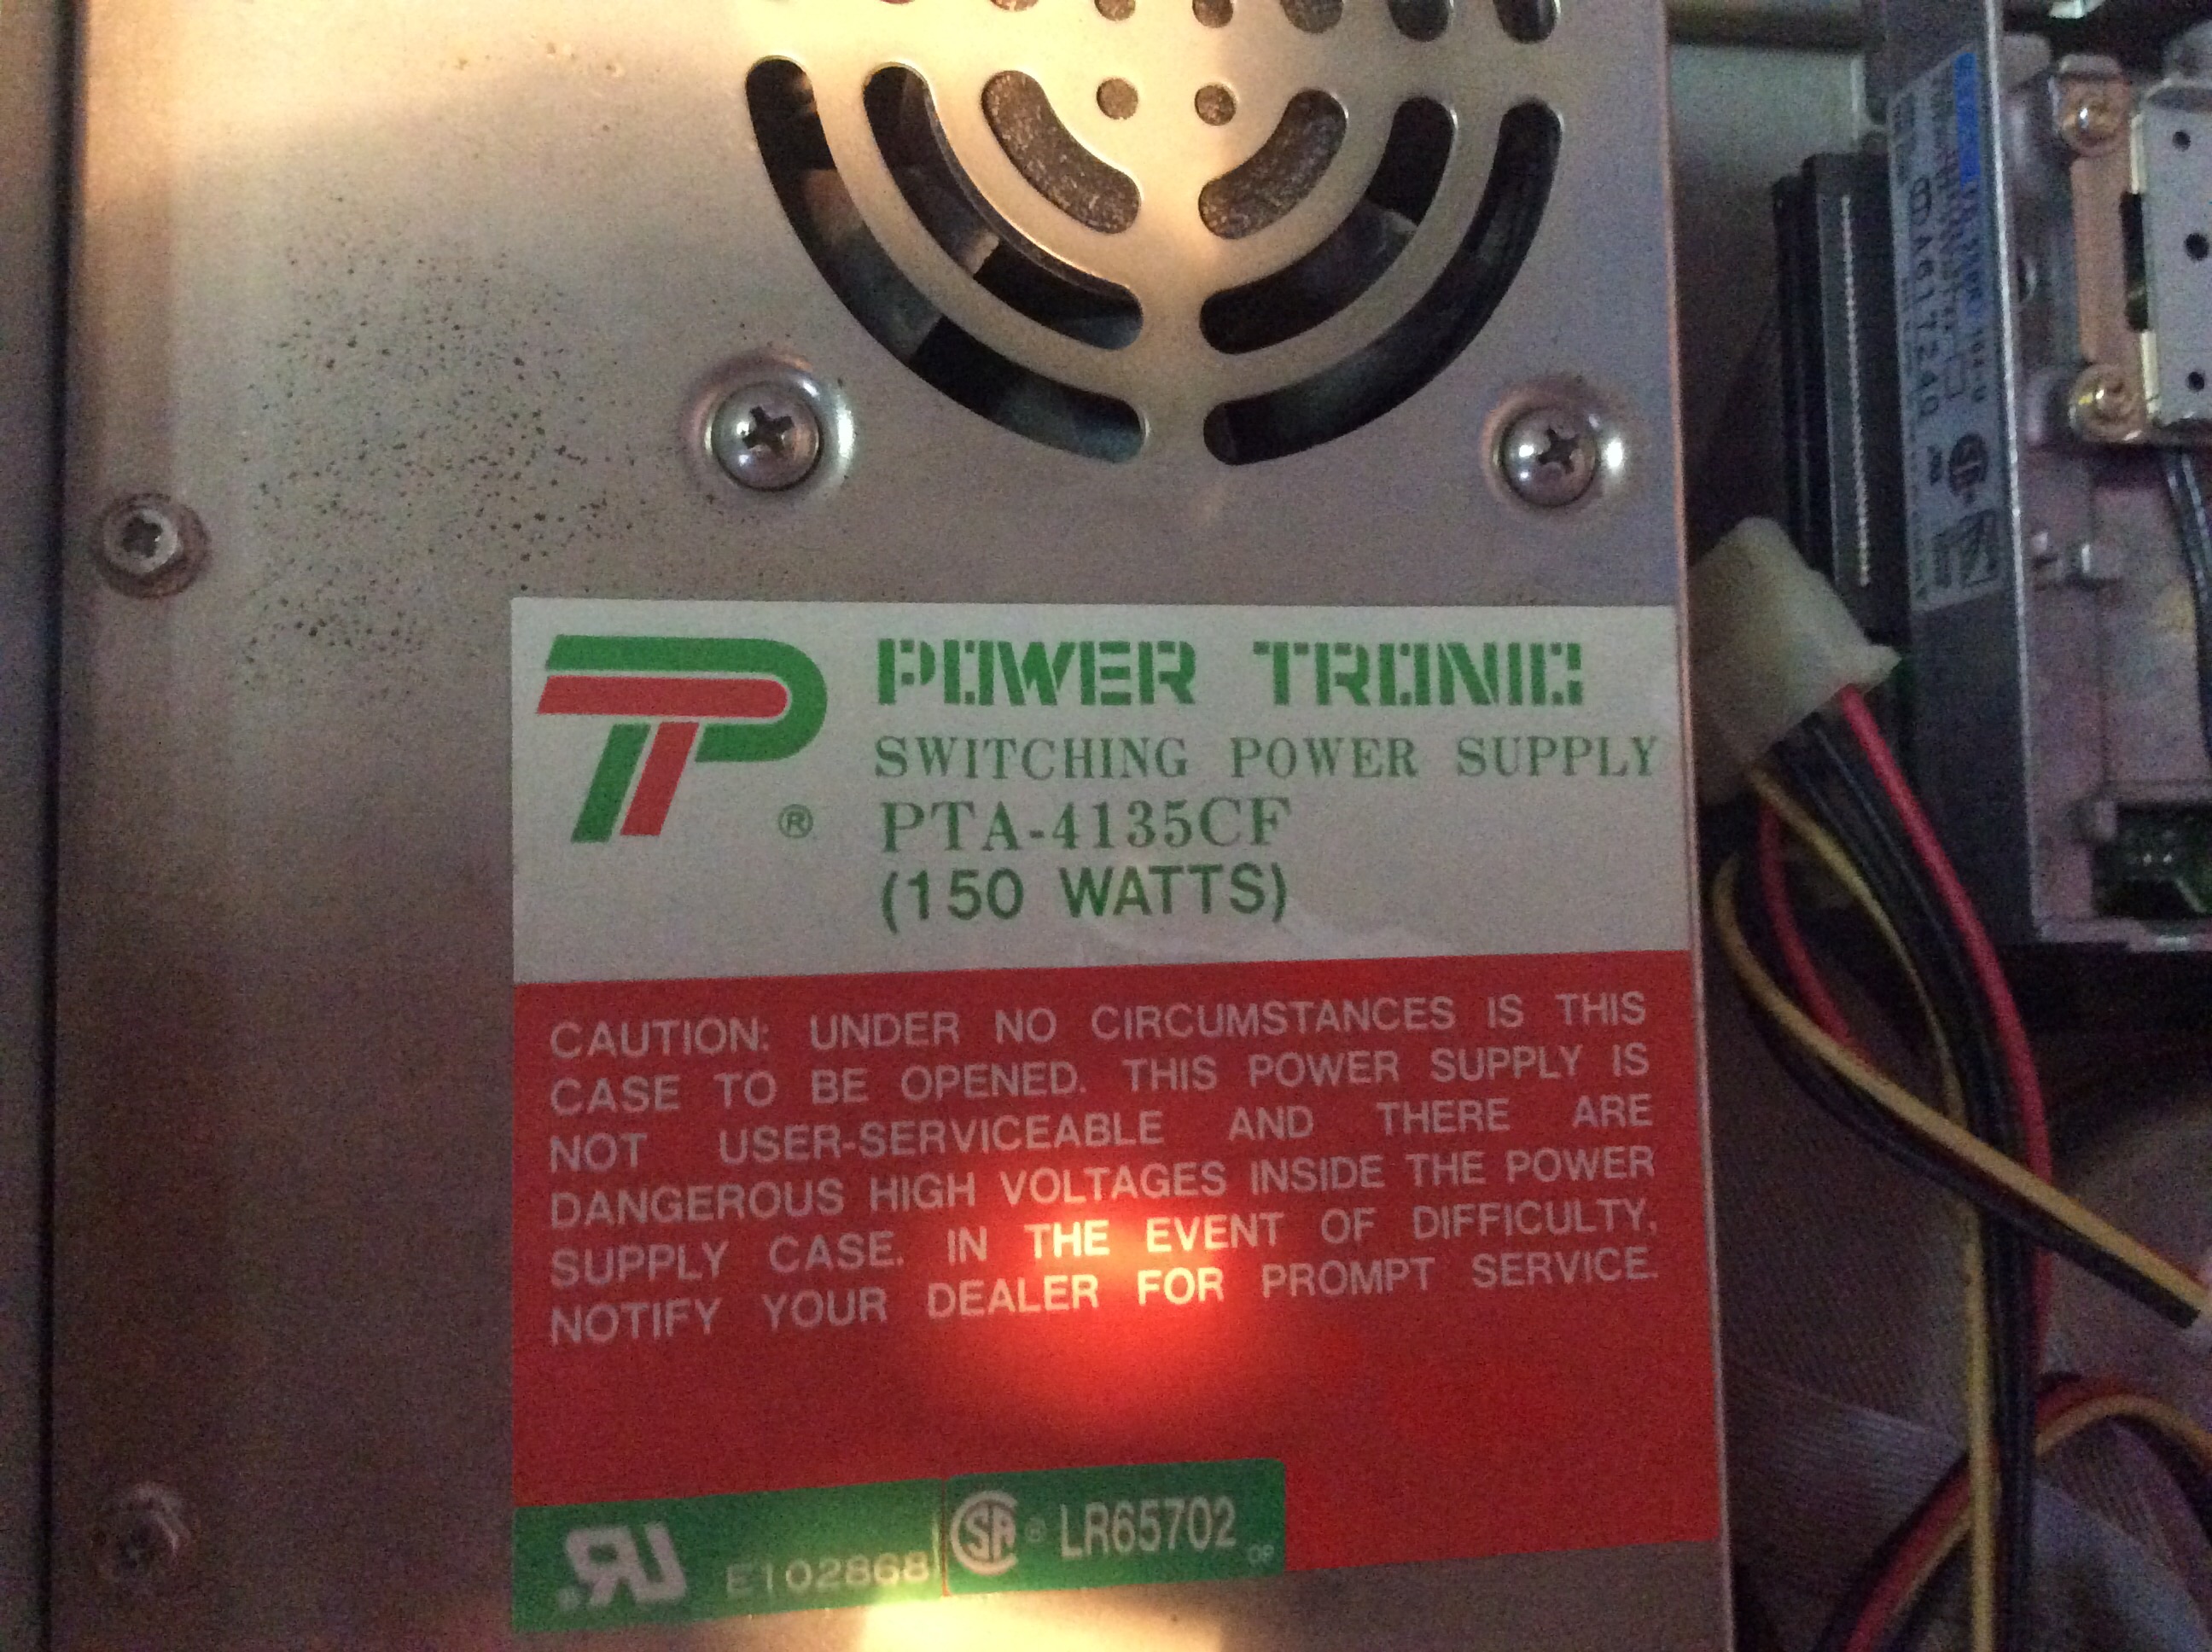 POWER TRONIC
SWITCHING POWER SUPPLY
® PTA-4135CF
(150 WATTS)
CAUTION: UNDER NO CIRCUMSTANCES IS THIS
CASE TO BE OPENED. THIS POWER SUPPLY IS
NOT USER-SERVICEABLE AND THERE ARE
DANGEROUS HIGH VOLTAGES INSIDE THE POWER
SUPPLY CASE. IN THE EVENT OF DIFFICULTY,
NOTIFY YOUR DEALER FOR PROMPT SERVICE.
E102868
® LR65702